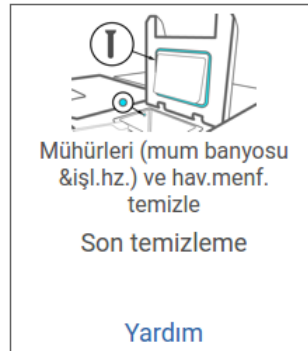 Mühürleri (mum banyosu
&işl.hz.) ve hav.menf.
temizle
Son temizleme
Yardım